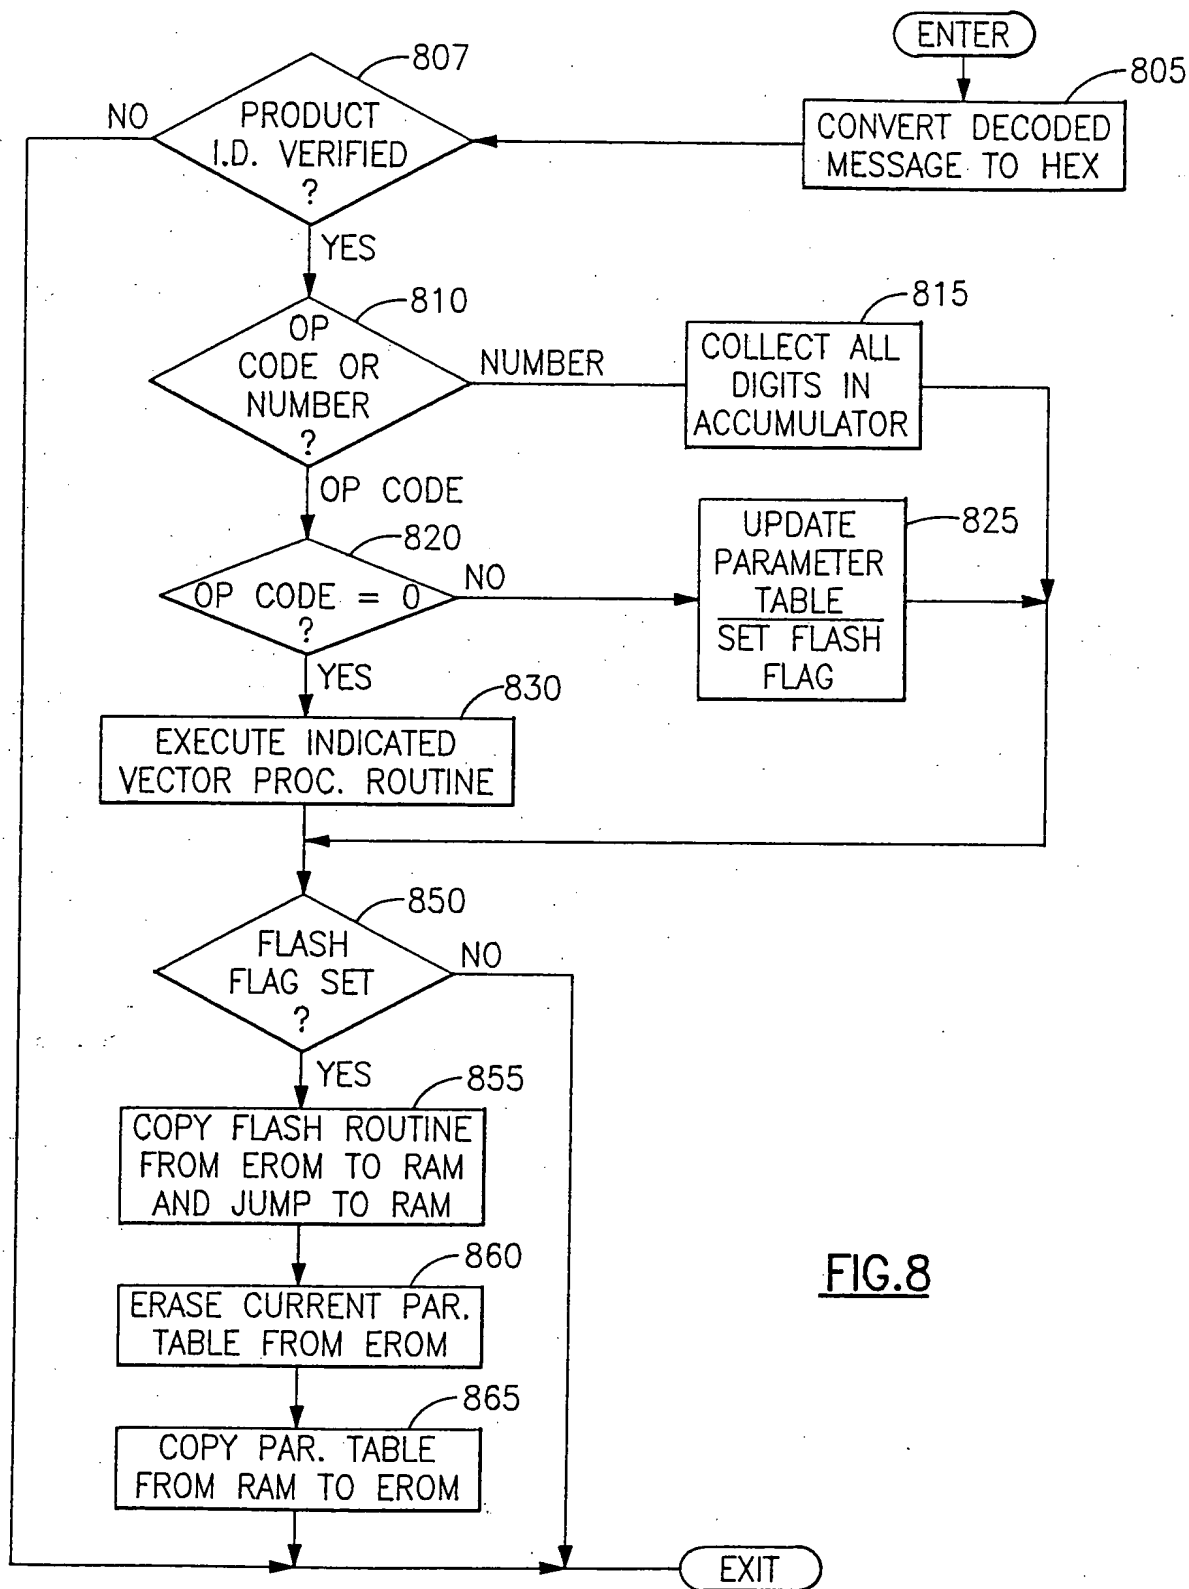 ENTER
805
CONVERT DECODED
MESSAGE TO HEX
807
NO
PRODUCT
I.D. VERIFIED
?
YES
810
OP
CODE OR
NUMBER
?
NUMBER
815
COLLECT ALL
DIGITS IN
ACCUMULATOR
OP CODE
820
OP CODE = 0
?
NO
825
UPDATE
PARAMETER
TABLE
SET FLASH
FLAG
YES
830
EXECUTE INDICATED
VECTOR PROC. ROUTINE
850
FLASH
FLAG SET
?
NO
YES
855
COPY FLASH ROUTINE
FROM EROM TO RAM
AND JUMP TO RAM
860
ERASE CURRENT PAR.
TABLE FROM EROM
865
COPY PAR. TABLE
FROM RAM TO EROM
EXIT
FIG.8